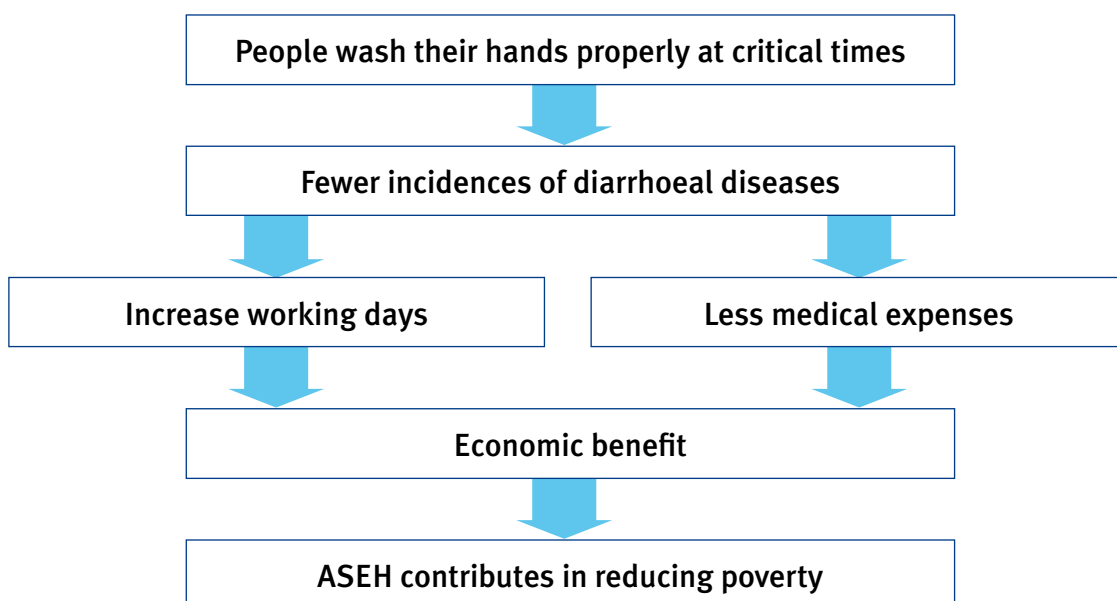 People wash their hands properly at critical times
Fewer incidences of diarrhoeal diseases
Increase working days
Less medical expenses
Economic benefit
ASEH contributes in reducing poverty